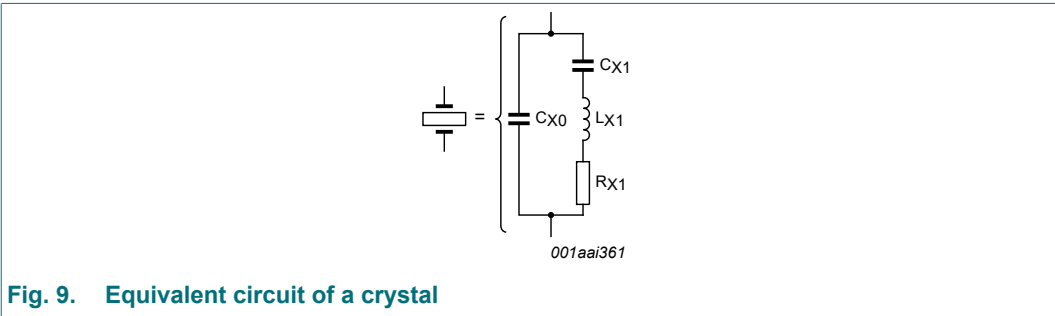 CX1
=
CX0
LX1
RX1
001aai361
Fig. 9. Equivalent circuit of a crystal